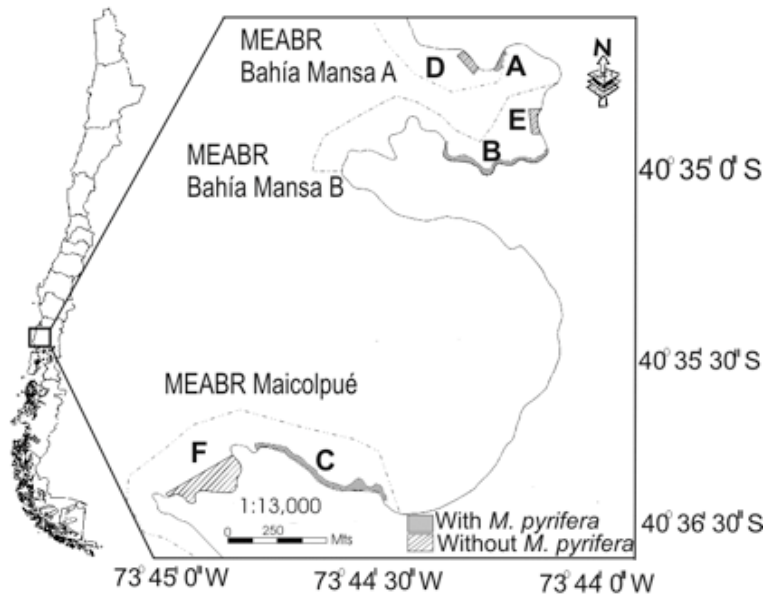 MEABR
Bahía Mansa A
D
A
N
E
B
MEABR
Bahía Mansa B
40° 35' 0" S
40° 35' 30" S
MEABR Maicolpué
F
C
1:13,000
0 250
Mts
With M. pyrifera
Without M. pyrifera
40° 36' 30" S
73° 45' 0" W
73° 44' 30" W
73° 44' 0" W